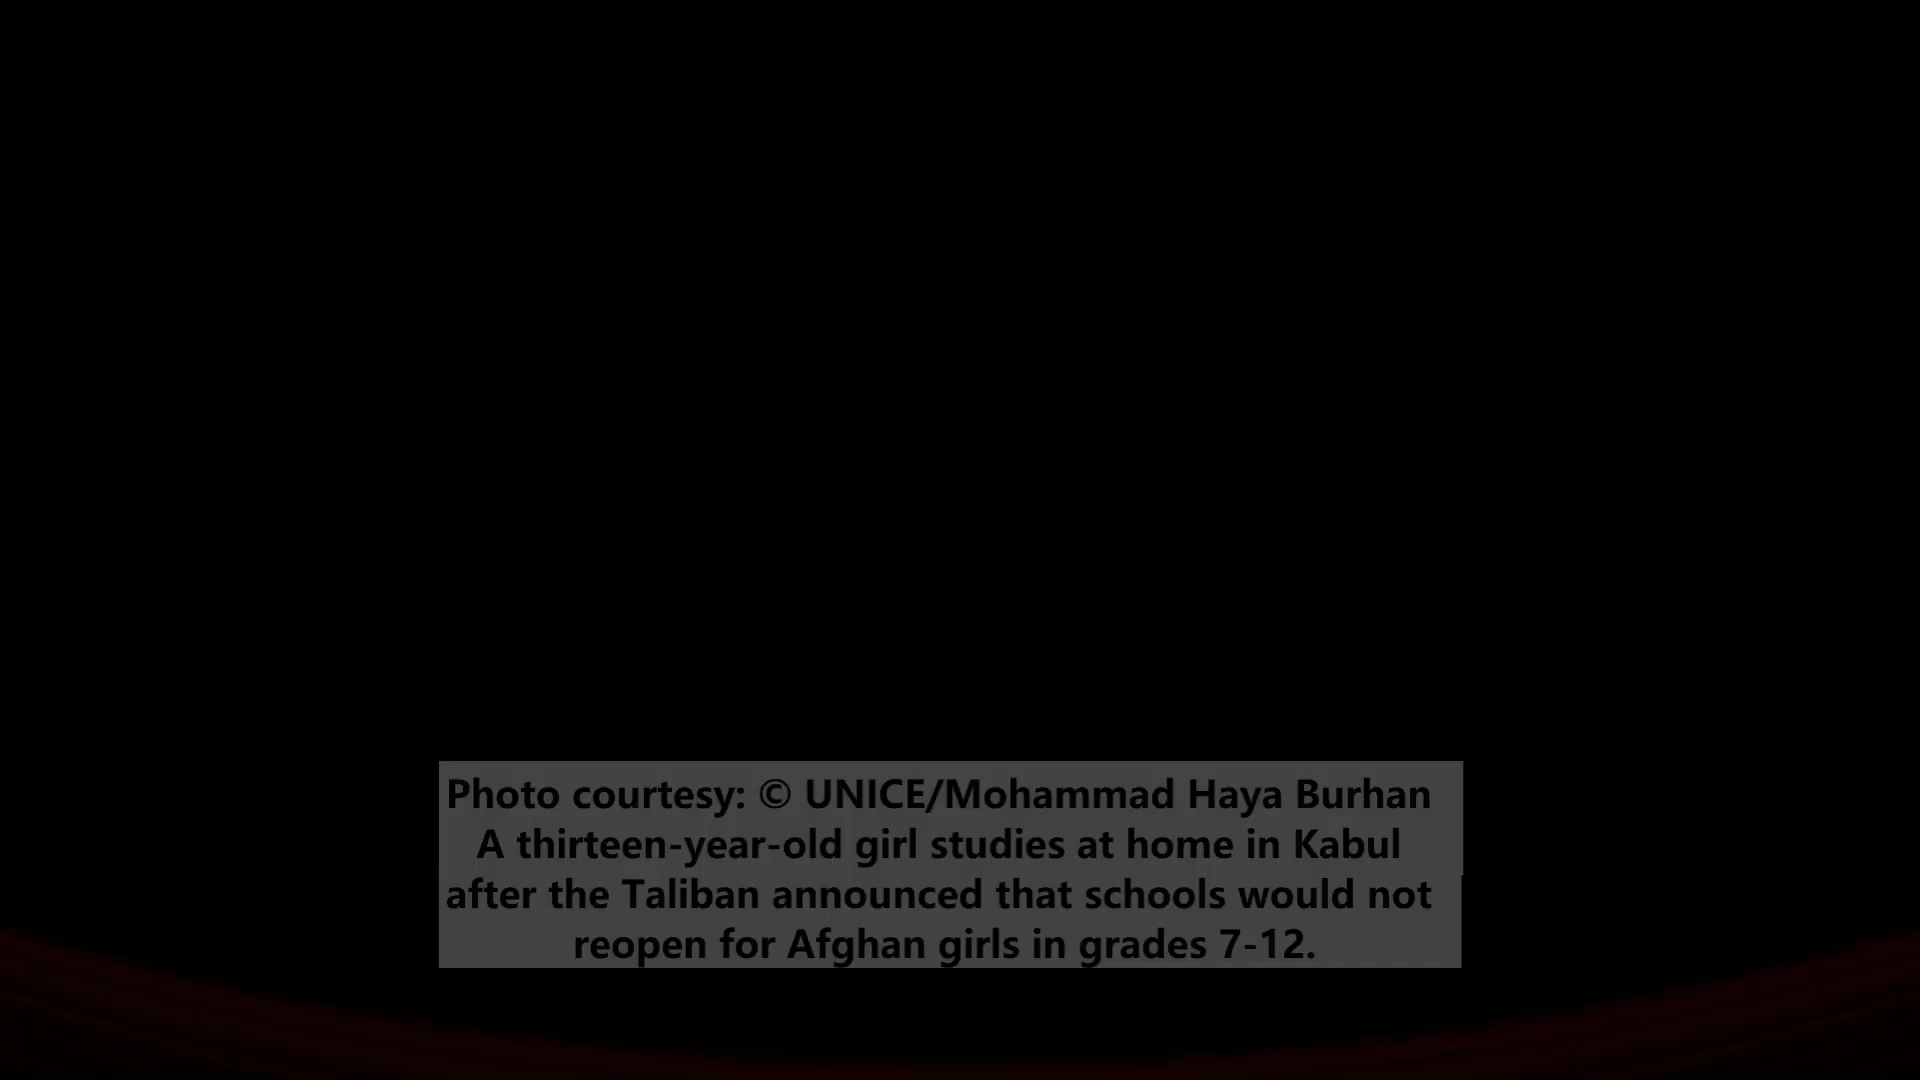 Photo courtesy: © UNICE/Mohammad Haya Burhan
A thirteen-year-old girl studies at home in Kabul
after the Taliban announced that schools would not
reopen for Afghan girls in grades 7-12.